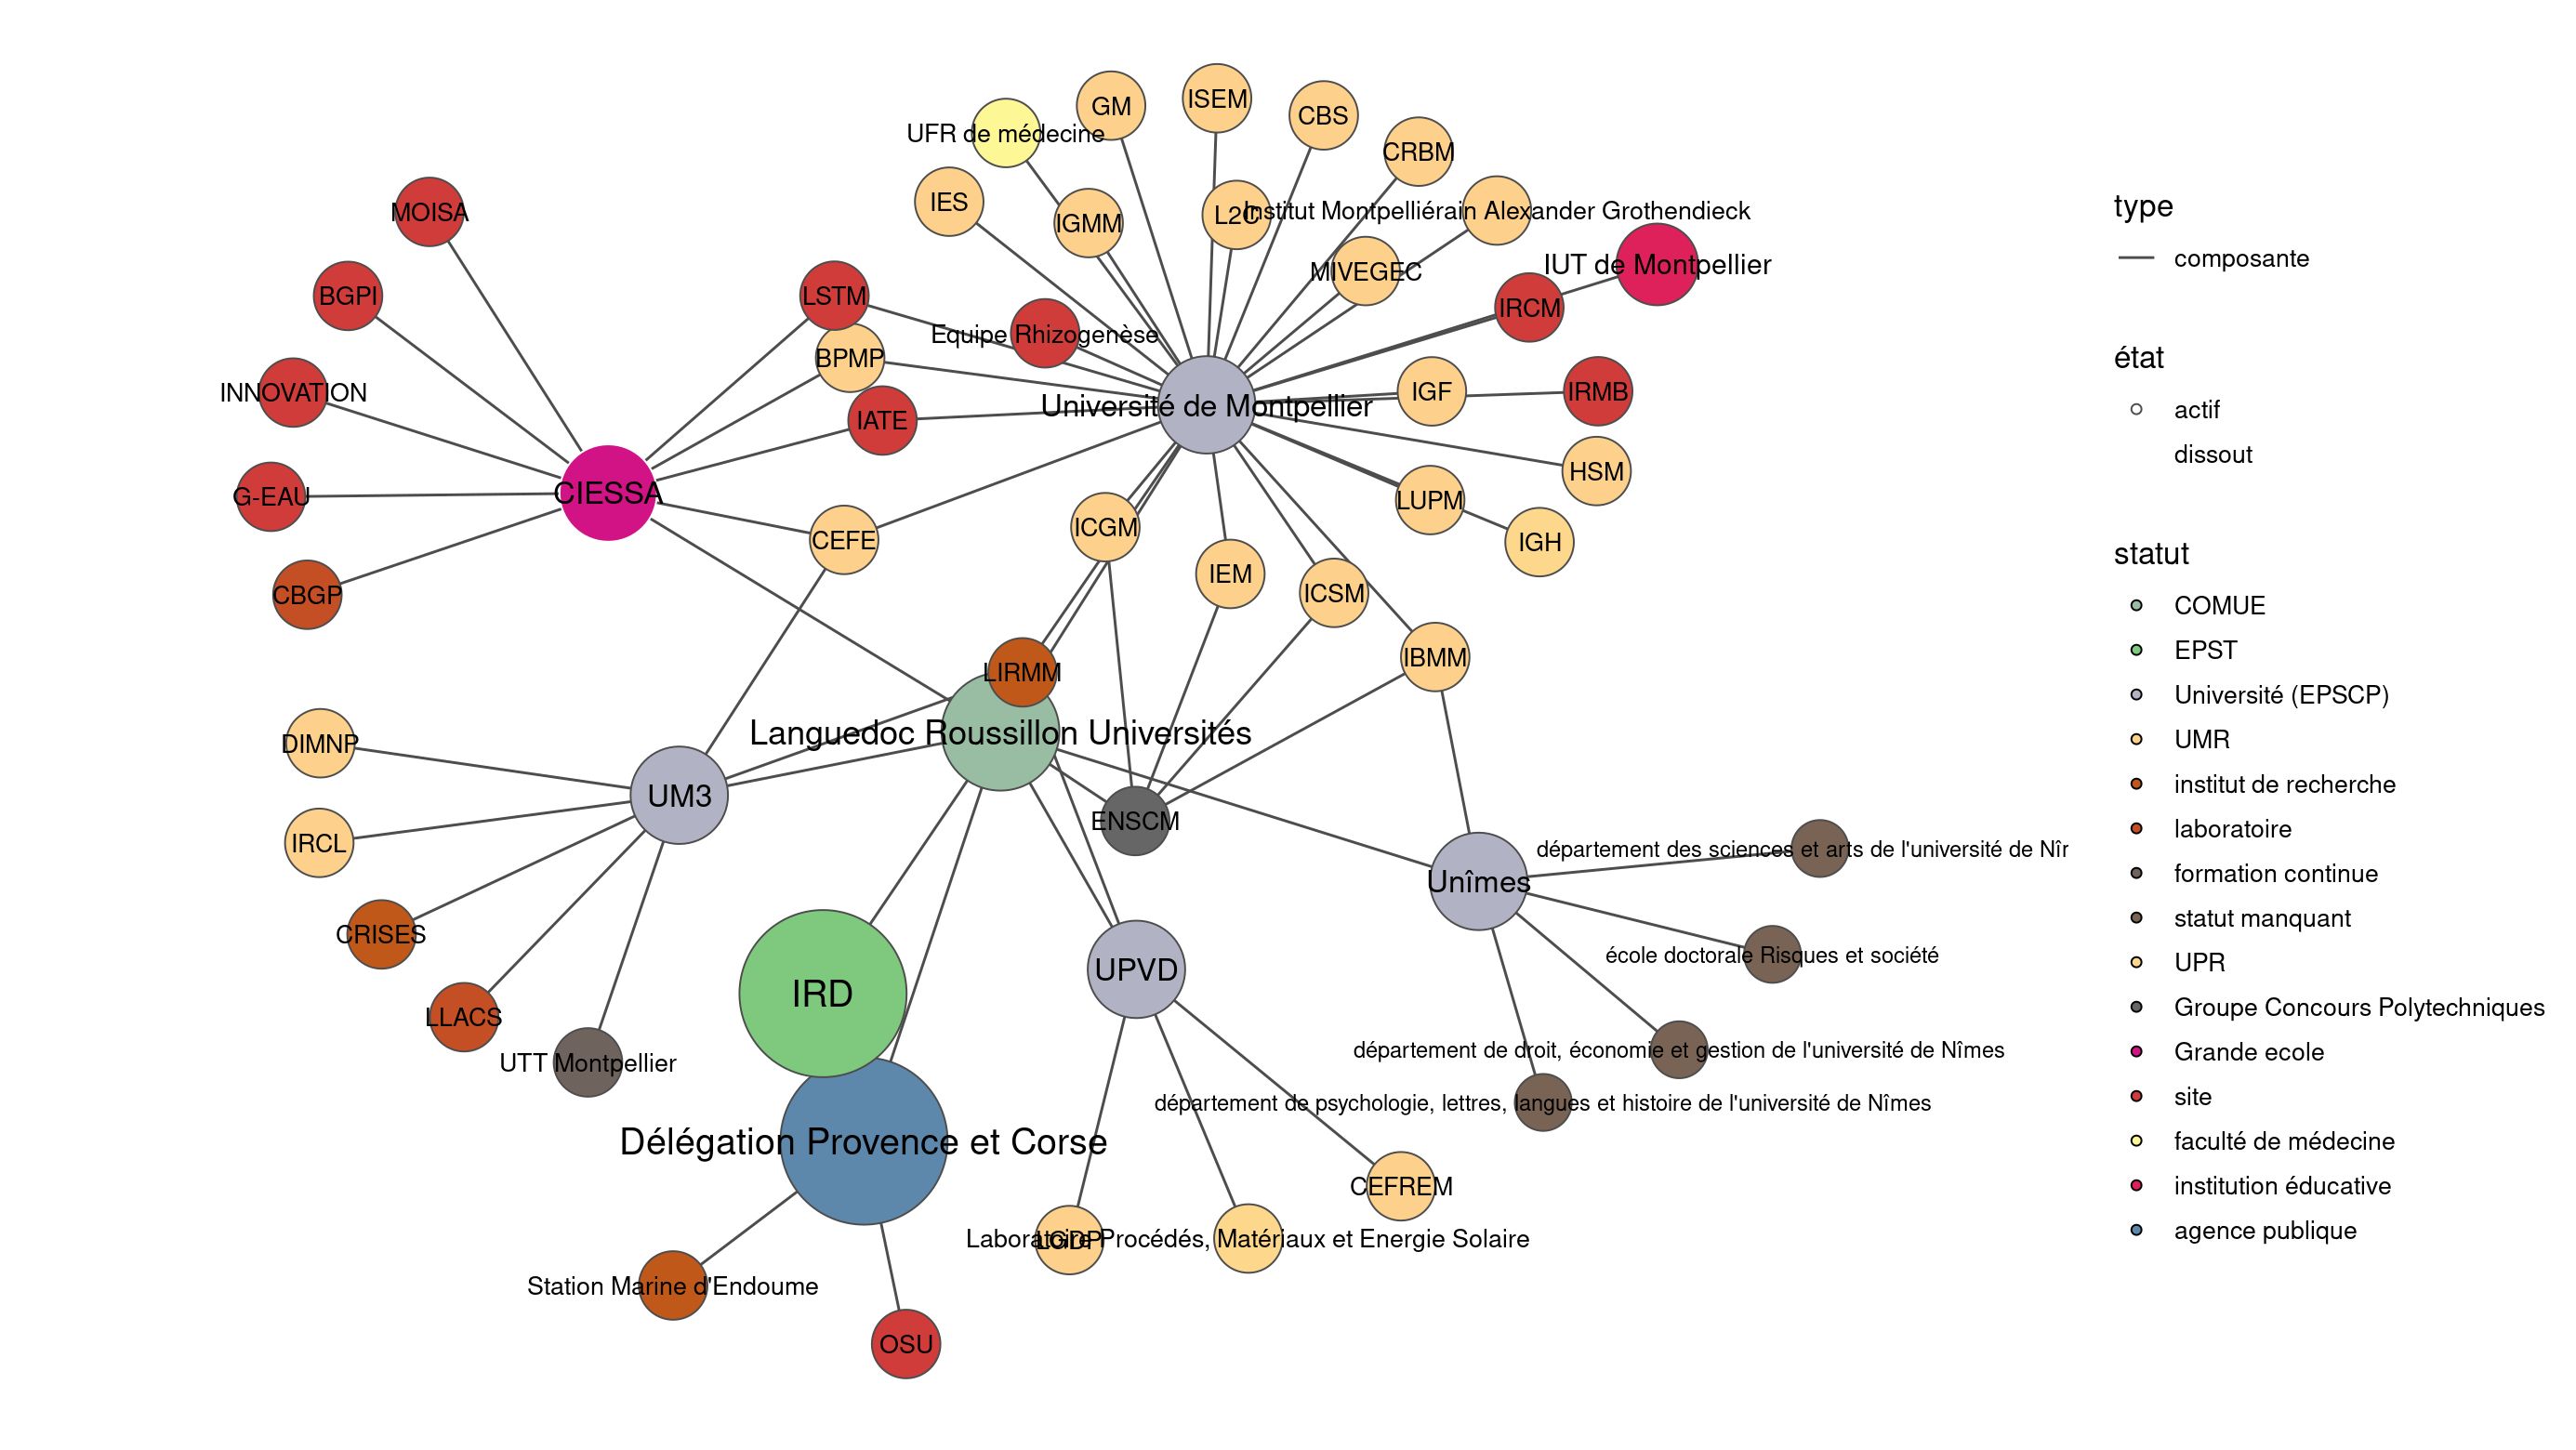 GM
ISEM
CBS
UFR de médecine
CRBM
IES
IGMM
L2C
Institut Montpelliérain Alexander Grothendieck
MOISA
MIVEGEC
IUT de Montpellier
BGPI
LSTM
IRCM
Equipe Rhizogenèse
BPMP
INNOVATION
IATE
Université de Montpellier
IGF
IRMB
HSM
G-EAU
CIESSA
LUPM
CEFE
ICGM
IGH
IEM
ICSM
CBGP
IBMM
LIRMM
Languedoc Roussillon Universités
DIMNP
UM3
ENSCM
IRCL
département des sciences et arts de l'université de Nîr
Unîmes
CRISES
école doctorale Risques et société
IRD
UPVD
LLACS
UTT Montpellier
département de droit, économie et gestion de l'université de Nîmes
département de psychologie, lettres, langues et histoire de l'université de Nîmes
Délégation Provence et Corse
CEFREM
LGDP
Laboratoire Procédés, Matériaux et Energie Solaire
Station Marine d'Endoume
OSU
type
composante
état
actif
dissout
statut
COMUE
EPST
Université (EPSCP)
UMR
institut de recherche
laboratoire
formation continue
statut manquant
UPR
Groupe Concours Polytechniques
Grande ecole
site
faculté de médecine
institution éducative
agence publique